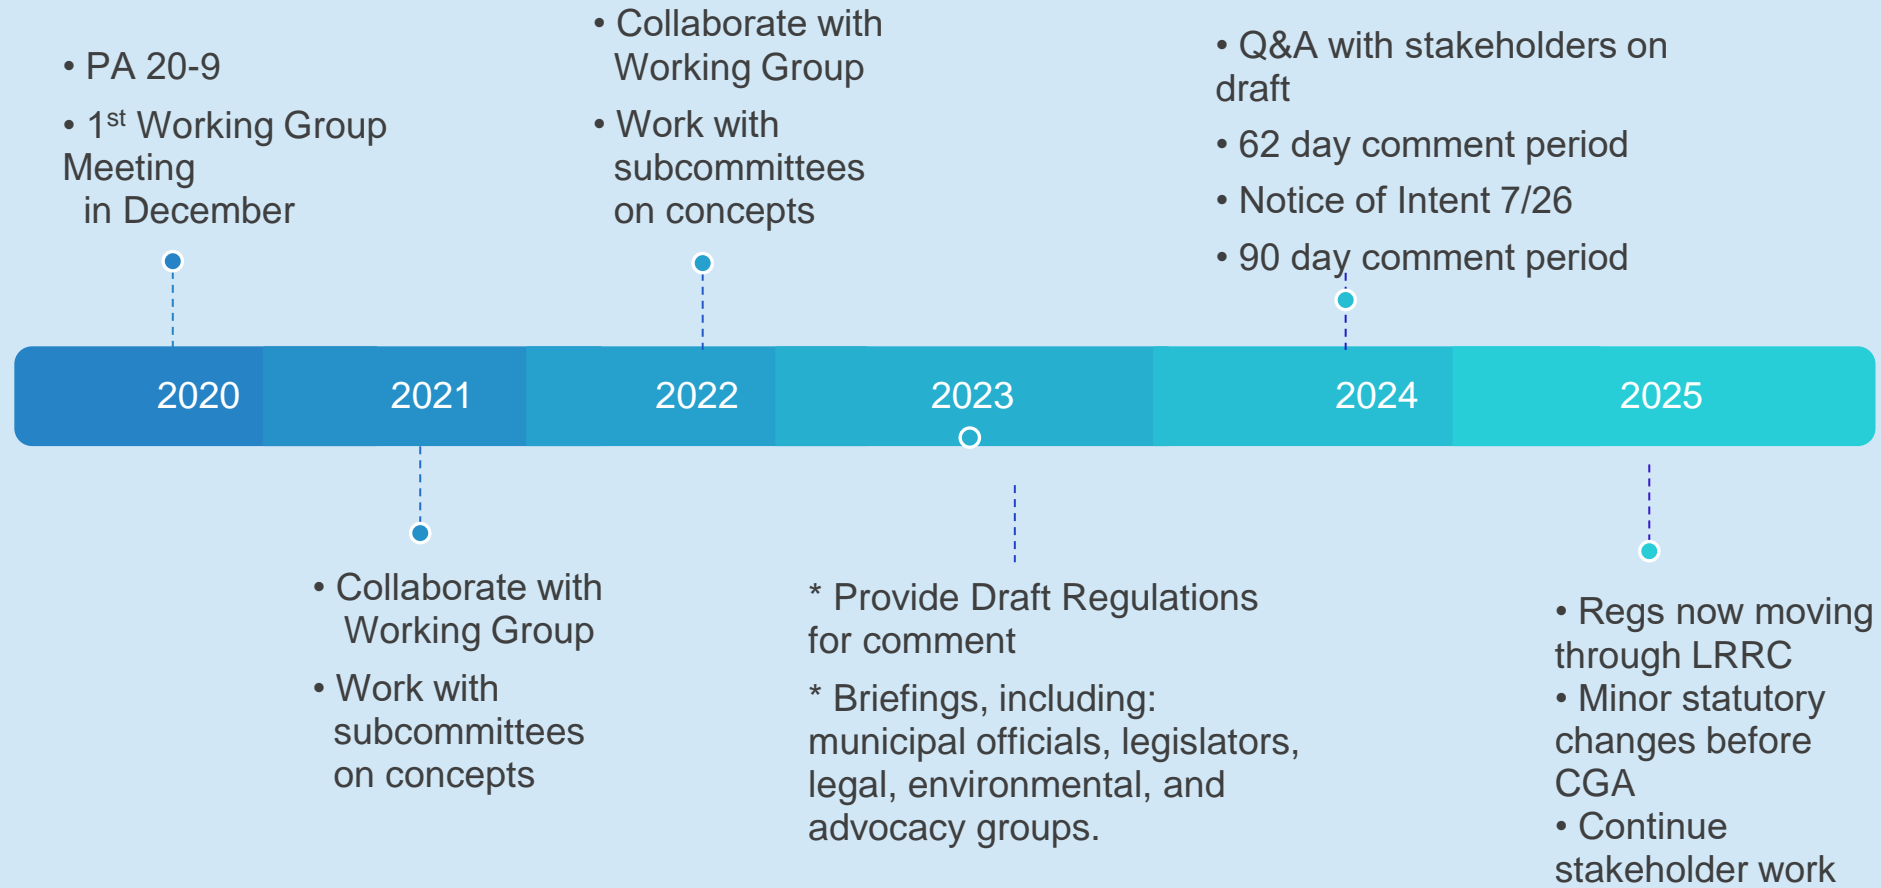 • PA 20-9
• 1st Working Group
Meeting
in December
• Collaborate with
Working Group
• Work with
subcommittees
on concepts
• Q&A with stakeholders on
draft
• 62 day comment period
• Notice of Intent 7/26
• 90 day comment period
2020
2021
2022
2023
2024
2025
• Collaborate with
Working Group
• Work with
subcommittees
on concepts
* Provide Draft Regulations
for comment
* Briefings, including:
municipal officials, legislators,
legal, environmental, and
advocacy groups.
• Regs now moving
through LRRC
• Minor statutory
changes before
CGA
• Continue
stakeholder work